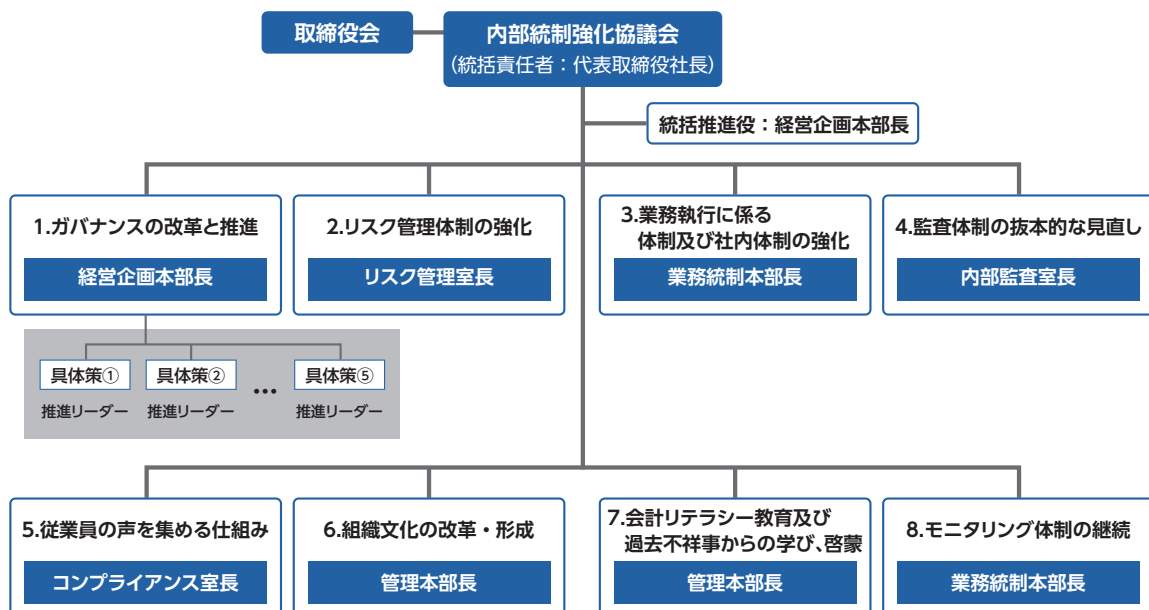 取締役会
内部統制強化協議会
(統括責任者：代表取締役社長)
統括推進役：経営企画本部長
1.ガバナンスの改革と推進
経営企画本部長
2.リスク管理体制の強化
リスク管理室長
3.業務執行に係る
体制及び社内体制の強化
業務統制本部長
4.監査体制の抜本的な見直し
内部監査室長
具体策①
具体策②
…
具体策⑤
推進リーダー
推進リーダー
推進リーダー
5.従業員の声を集める仕組み
コンプライアンス室長
6.組織文化の改革・形成
管理本部長
7.会計リテラシー教育及び
過去不祥事からの学び、啓蒙
管理本部長
8.モニタリング体制の継続
業務統制本部長